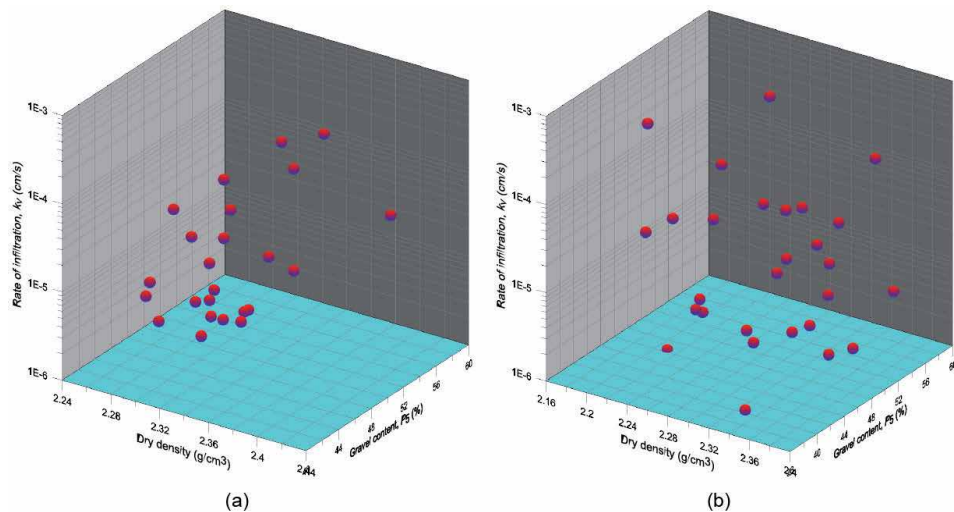 1E-3
1E-4
1E-5
1E-6
Rate of infiltration, kv (cm/s)
2.24
2.28
2.32
2.36
2.4
Dry density (g/cm3)
44
48
52
56
60
Gravel content, P5 (%)
(a)
1E-3
1E-4
1E-5
1E-6
Rate of infiltration, kv (cm/s)
2.16
2.2
2.24
2.28
2.32
2.36
Dry density (g/cm3)
40
44
48
52
56
60
Gravel content, P5 (%)
(b)